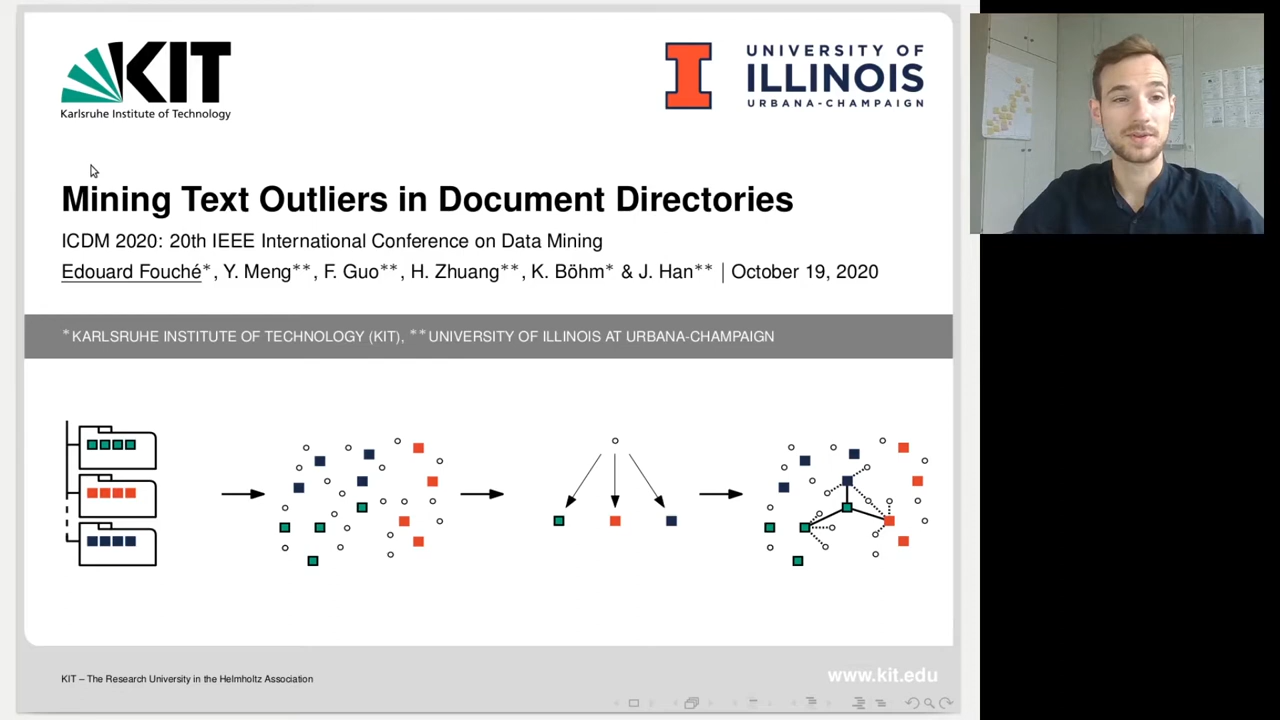 KIT
Karlsruhe Institute of Technology
UNIVERSITY OF
ILLINOIS
URBANA-CHAMPAIGN
Mining Text Outliers in Document Directories
ICDM 2020: 20th IEEE International Conference on Data Mining
Edouard Fouché*, Y. Meng**, F. Guo**, H. Zhuang**, K. Böhm* & J. Han** | October 19, 2020
*KARLSRUHE INSTITUTE OF TECHNOLOGY (KIT), **UNIVERSITY OF ILLINOIS AT URBANA-CHAMPAIGN
KIT – The Research University in the Helmholtz Association
www.kit.edu